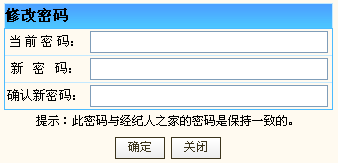 修改密码
当前密码：
新 密 码：
确认新密码：
提示：此密码与经纪人之家的密码是保持一致的。
确定 关闭